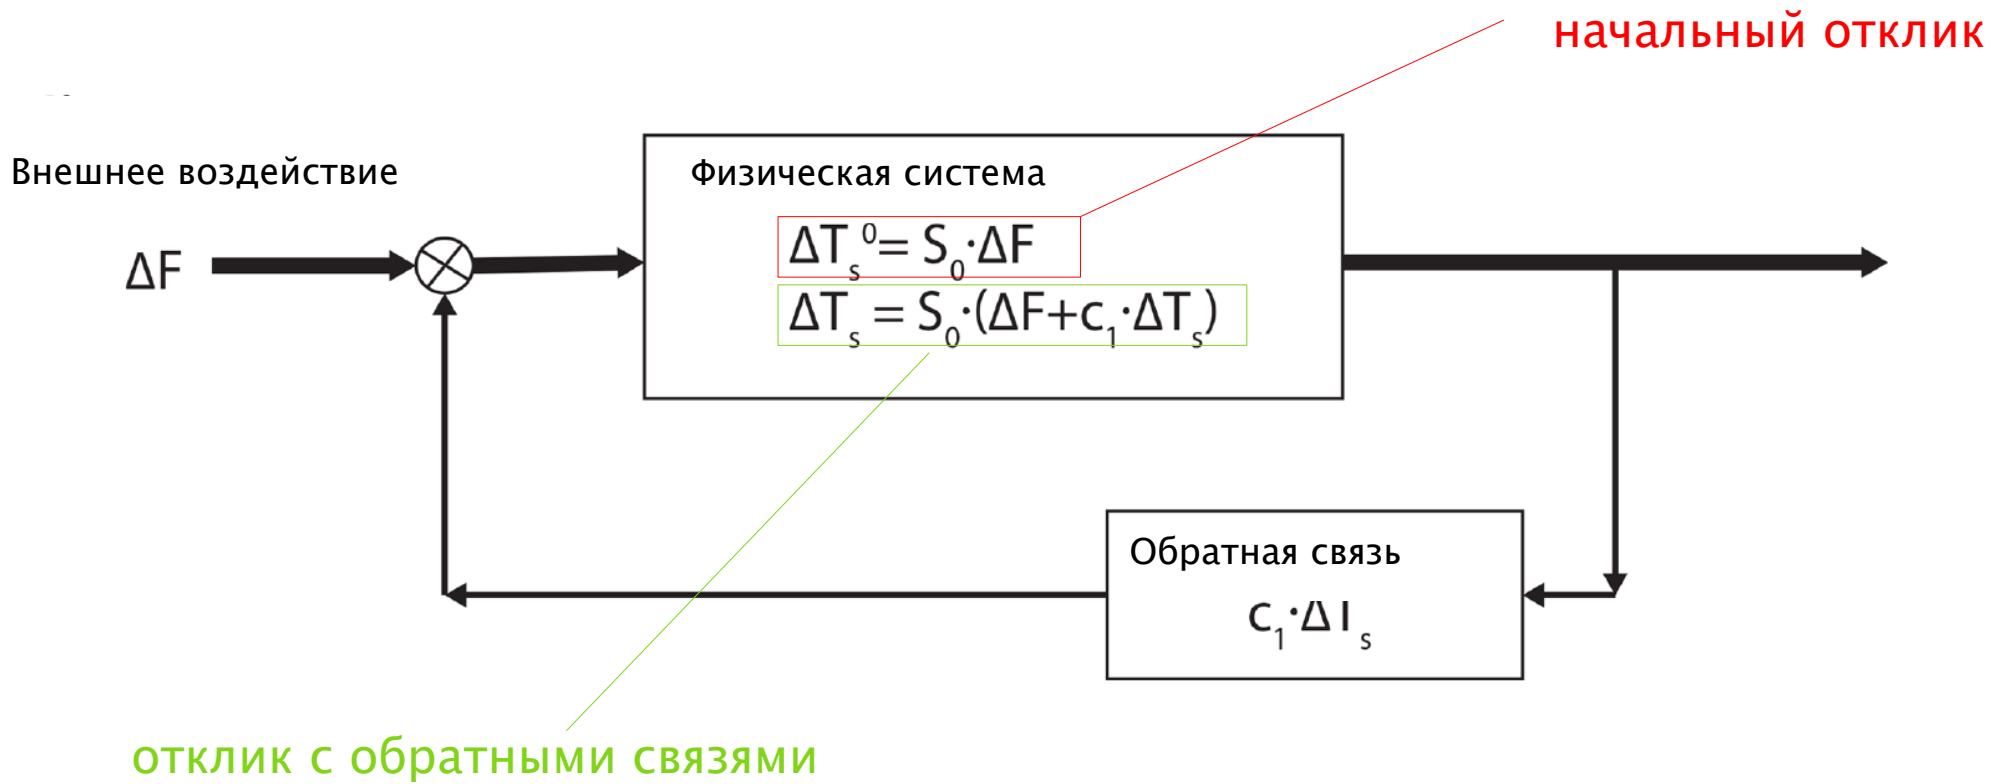 начальный отклик
Внешнее воздействие
Физическая система
ΔTₛ⁰= S₀·ΔF
ΔF
ΔTₛ = S₀·(ΔF+c₁·ΔTₛ)
Обратная связь
c₁·ΔTₛ
отклик с обратными связями